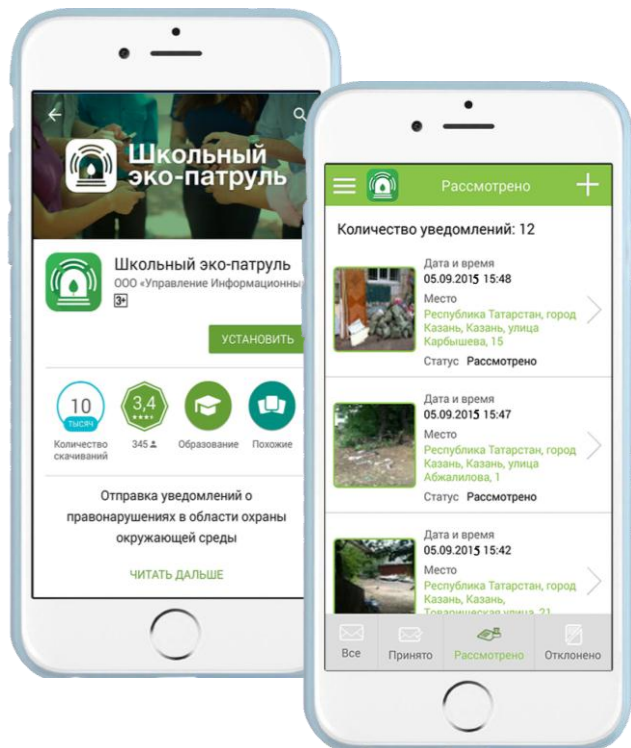 Школьный
эко-патруль
Школьный эко-патруль
ООО «Управление Информационны
3+
УСТАНОВИТЬ
10
ТЫСЯЧ
Количество
скачиваний
3,4
345
Образование
Похожие
Отправка уведомлений о
правонарушениях в области охраны
окружающей среды
ЧИТАТЬ ДАЛЬШЕ
Рассмотрено
Количество уведомлений: 12
Дата и время
05.09.2015 15:48
Место
Республика Татарстан, город
Казань, Казань, улица
Карбышева, 15
Статус Рассмотрено
Дата и время
05.09.2015 15:47
Место
Республика Татарстан, город
Казань, Казань, улица
Абжалилова, 1
Статус Рассмотрено
Дата и время
05.09.2015 15:42
Место
Республика Татарстан, город
Казань, Казань,
Товарищеская улица, 21
Все
Принято
Рассмотрено
Отклонено